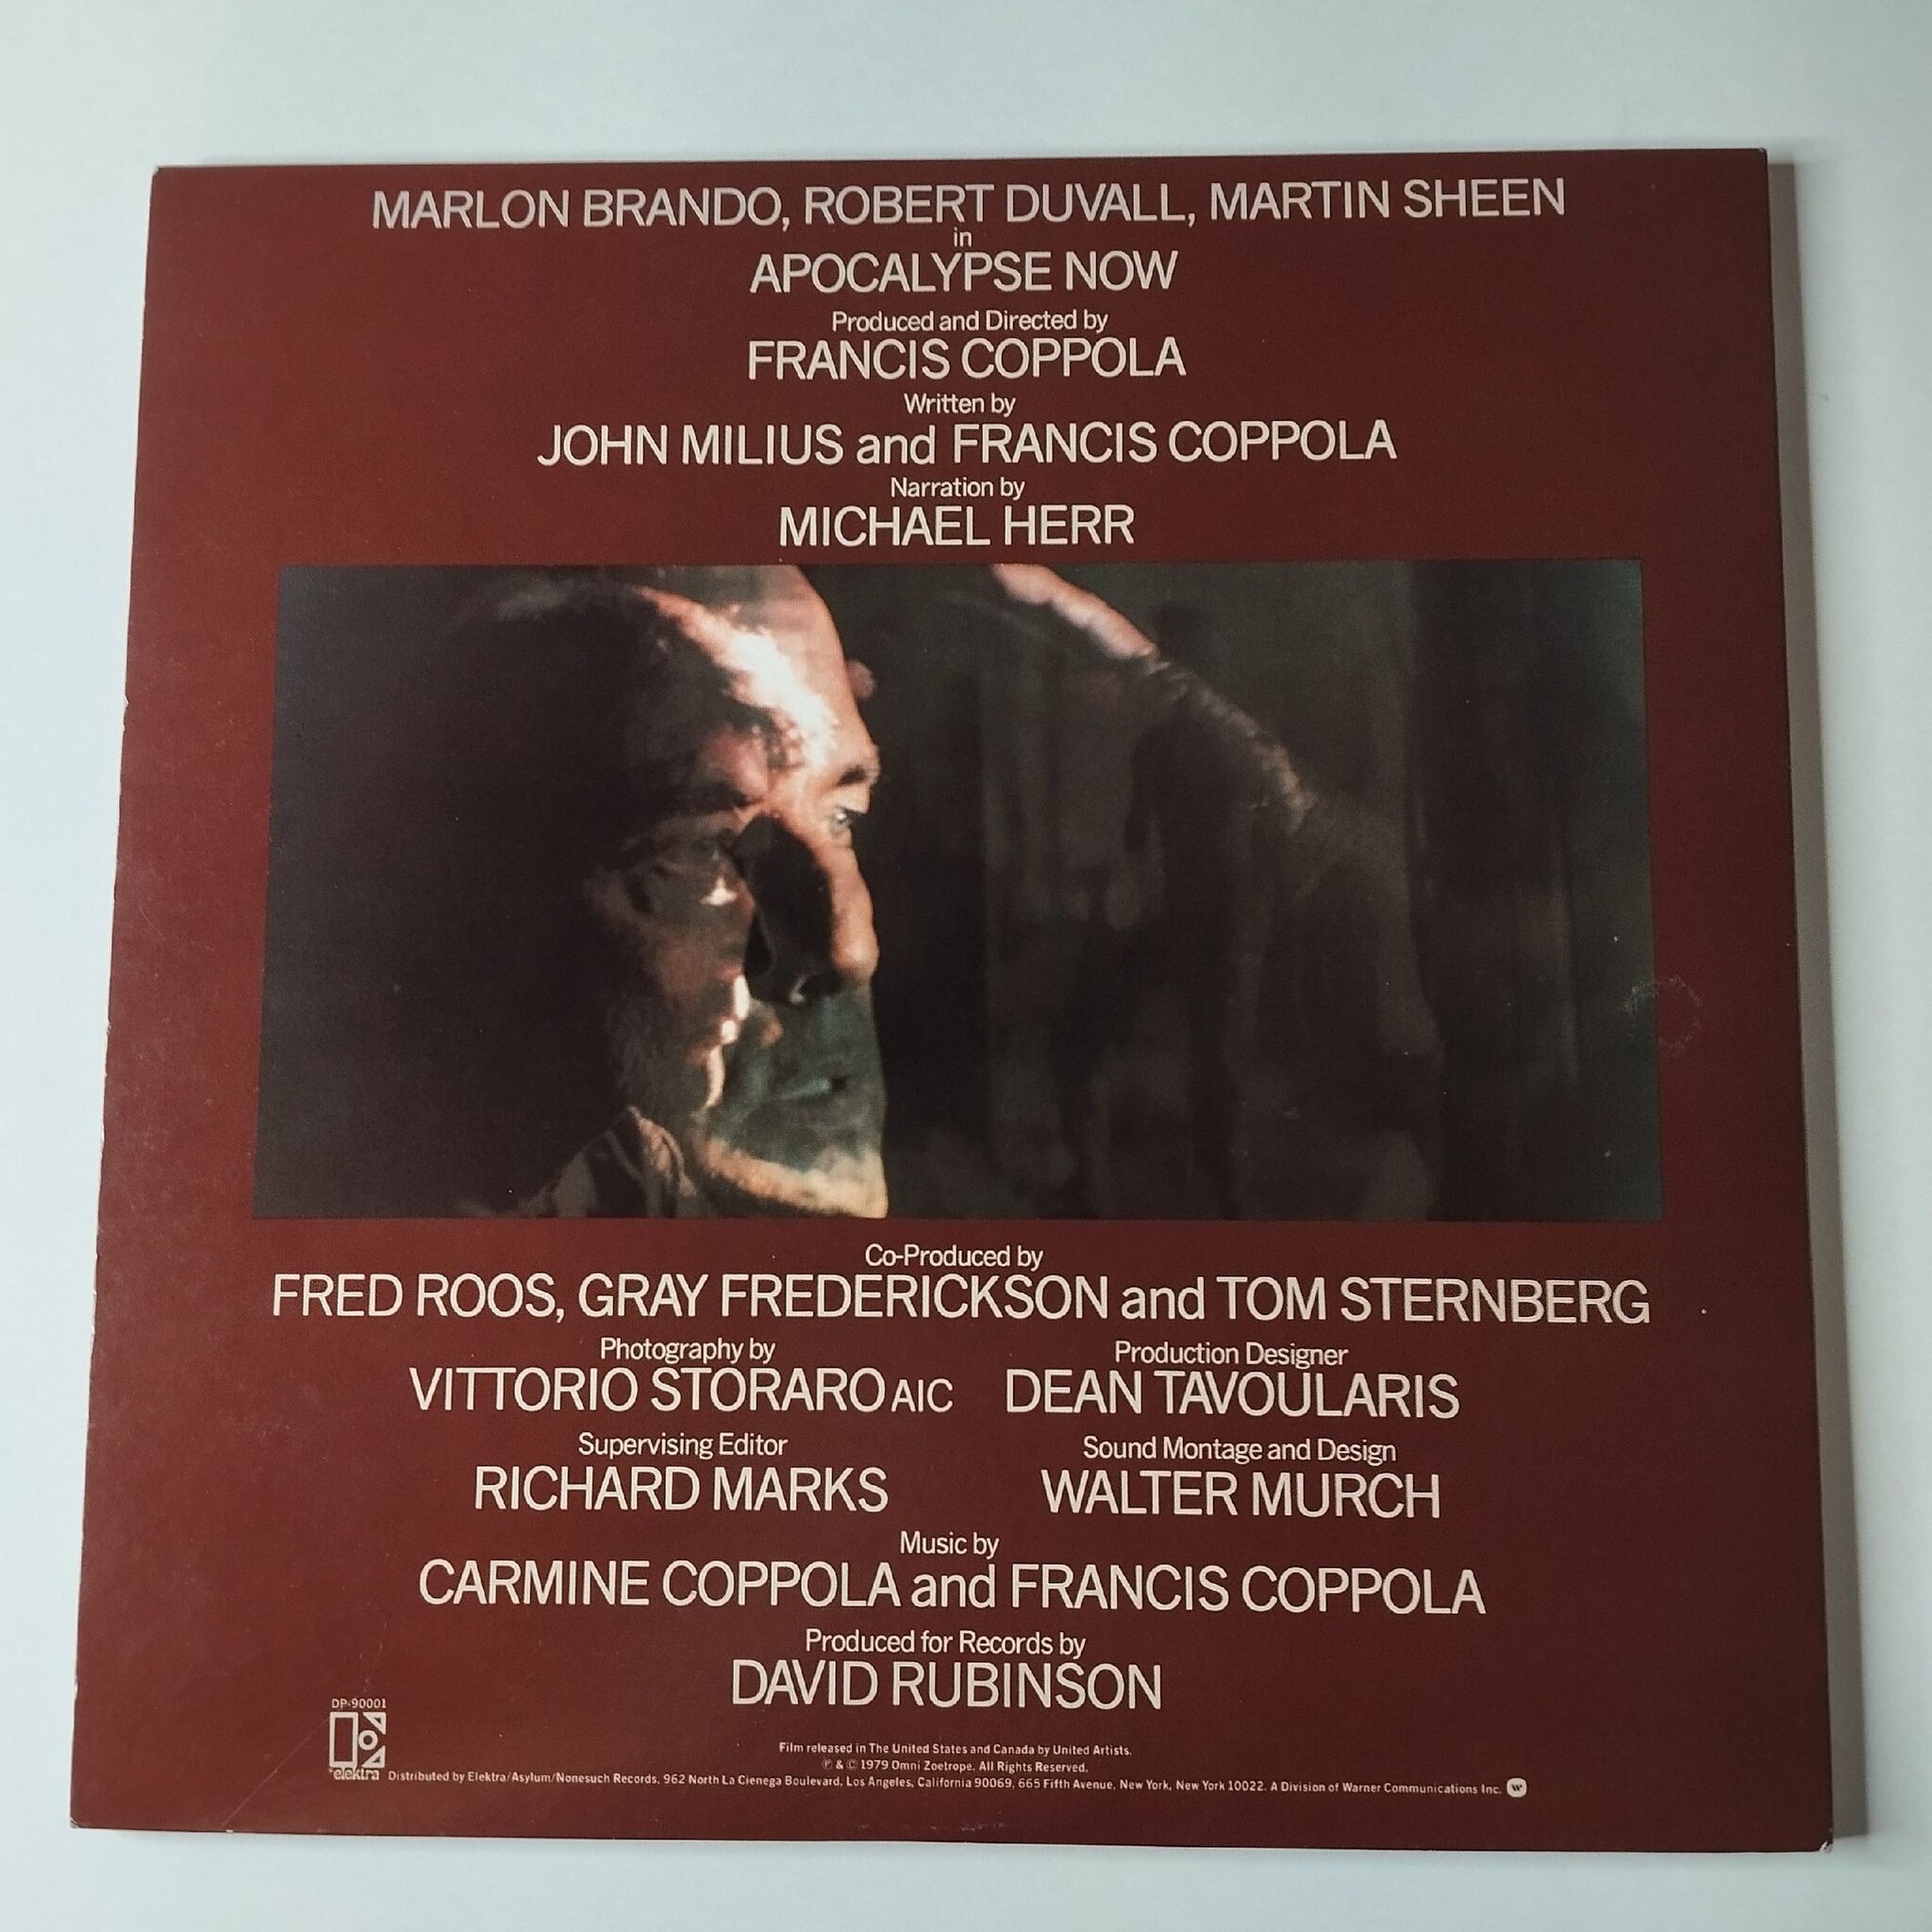 MARLON BRANDO, ROBERT DUVALL, MARTIN SHEEN
in
APOCALYPSE NOW
Produced and Directed by
FRANCIS COPPOLA
Written by
JOHN MILIUS and FRANCIS COPPOLA
Narration by
MICHAEL HERR
Co-Produced by
FRED ROOS, GRAY FREDERICKSON and TOM STERNBERG
Photography by
VITTORIO STORARO AIC
Production Designer
DEAN TAVOULARIS
Supervising Editor
RICHARD MARKS
Sound Montage and Design
WALTER MURCH
Music by
CARMINE COPPOLA and FRANCIS COPPOLA
Produced for Records by
DAVID RUBINSON
DP-90001
elektra
Film released in The United States and Canada by United Artists.
℗ & © 1979 Omni Zoetrope. All Rights Reserved.
Distributed by Elektra/Asylum/Nonesuch Records, 962 North La Cienega Boulevard, Los Angeles, California 90069, 665 Fifth Avenue, New York, New York 10022. A Division of Warner Communications Inc.